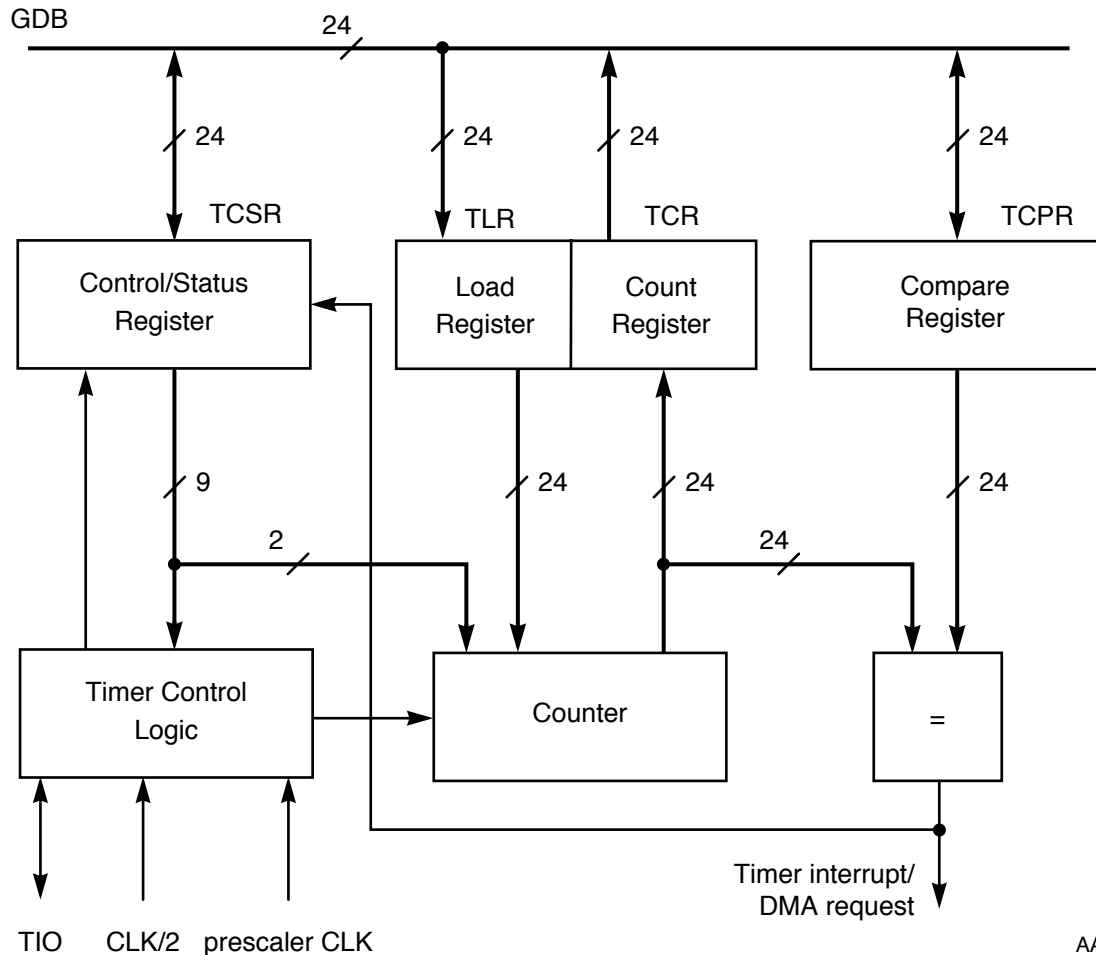 GDB
24
24
24
24
24
TCSR
TLR
TCR
TCPR
Control/Status
Register
Load
Register
Count
Register
Compare
Register
9
24
24
24
2
24
Timer Control
Logic
Counter
=
Timer interrupt/
DMA request
TIO
CLK/2
prescaler CLK
AA